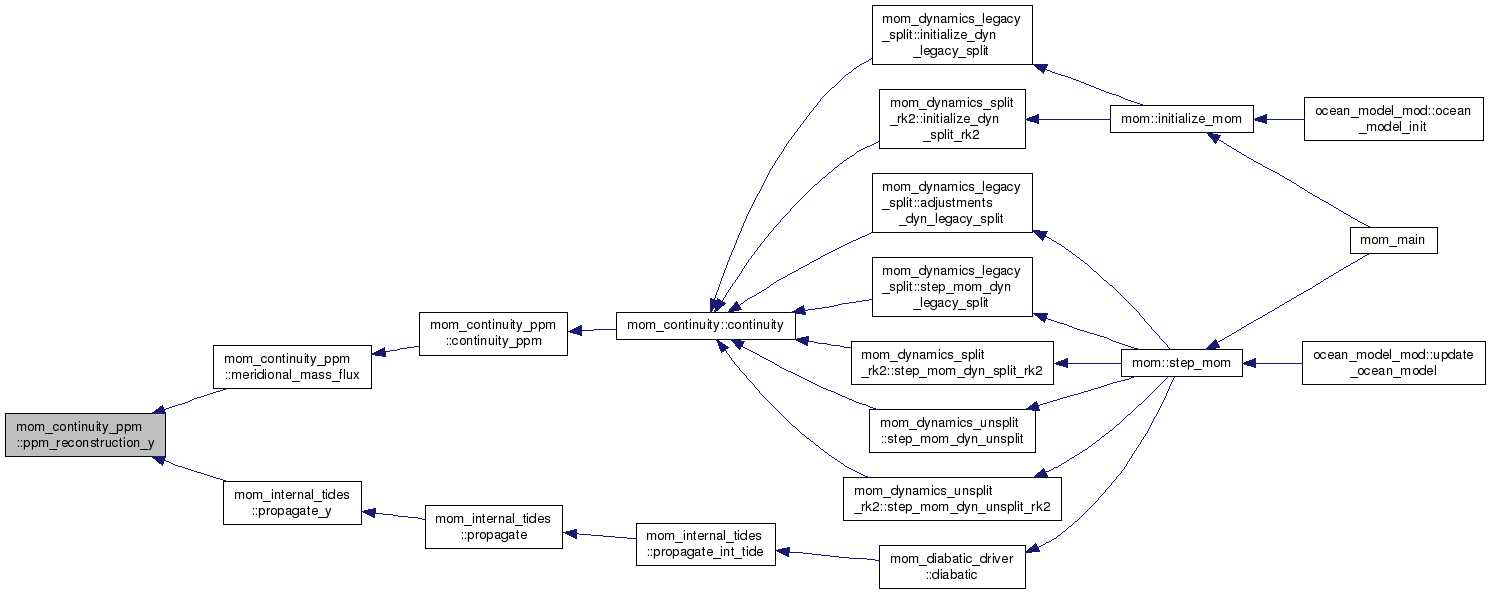 mom_continuity_ppm
::ppm_reconstruction_y
mom_continuity_ppm
::meridional_mass_flux
mom_internal_tides
::propagate_y
mom_continuity_ppm
::continuity_ppm
mom_internal_tides
::propagate
mom_continuity::continuity
mom_internal_tides
::propagate_int_tide
mom_dynamics_legacy
_split::initialize_dyn
_legacy_split
mom_dynamics_split
_rk2::initialize_dyn
_split_rk2
mom_dynamics_legacy
_split::adjustments
_dyn_legacy_split
mom_dynamics_legacy
_split::step_mom_dyn
_legacy_split
mom_dynamics_split
_rk2::step_mom_dyn_split_rk2
mom_dynamics_unsplit
::step_mom_dyn_unsplit
mom_dynamics_unsplit
_rk2::step_mom_dyn_unsplit_rk2
mom_diabatic_driver
::diabatic
mom::initialize_mom
mom::step_mom
ocean_model_mod::ocean
_model_init
mom_main
ocean_model_mod::update
_ocean_model